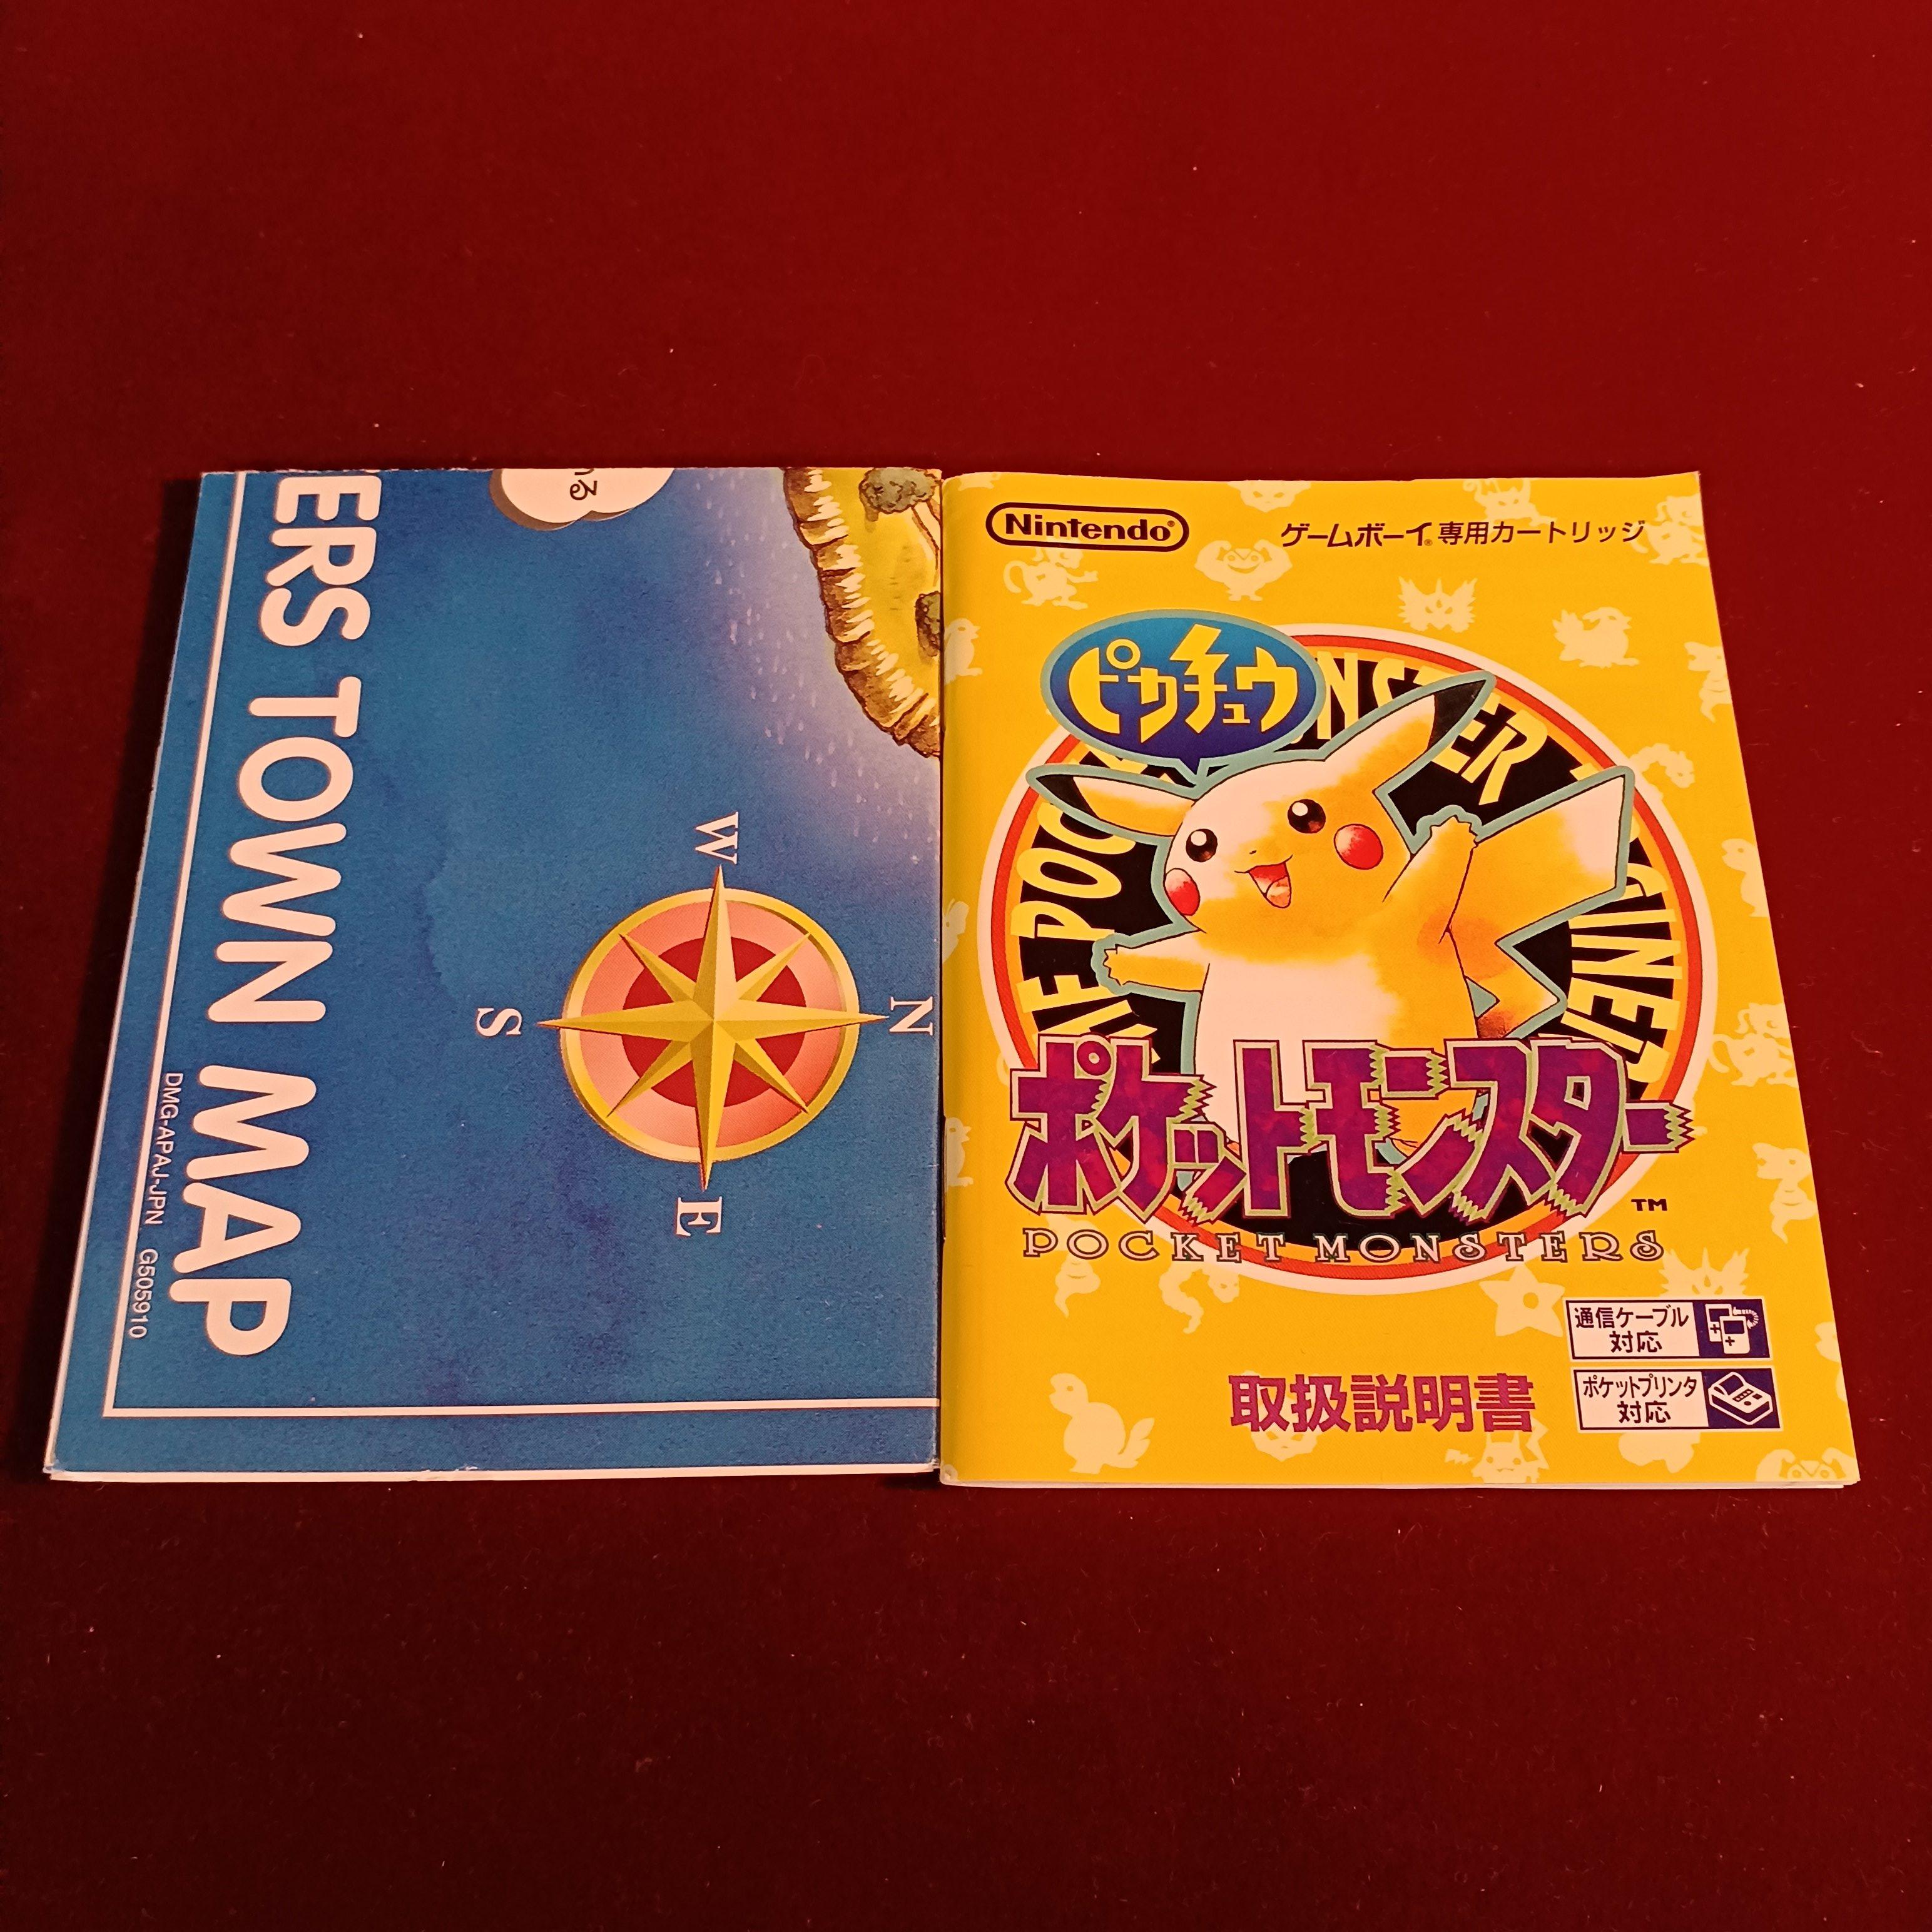 ERS TOWN MAP
DMG-APAJ-JPN G505910
る
W
N
S
E
Nintendo®
ゲームボーイ®専用カートリッジ
ピカチュウ
ポケットモンスター
TM
POCKET MONSTERS
取扱説明書
通信ケーブル
対応
ポケットプリンタ
対応